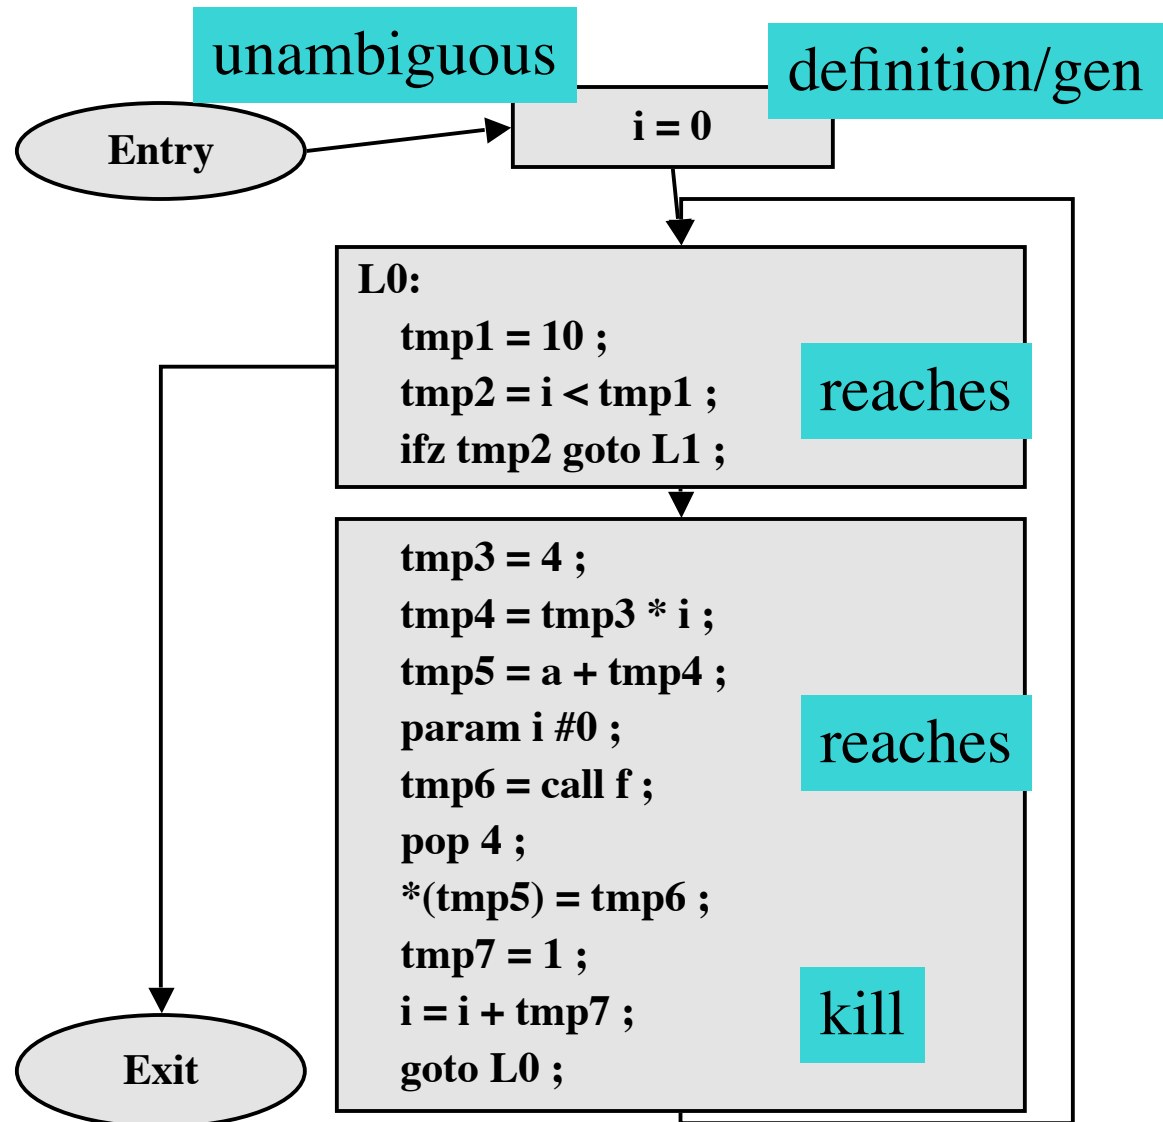 unambiguous
definition/gen
i = 0
Entry
L0:
tmp1 = 10 ;
tmp2 = i < tmp1 ;
reaches
ifz tmp2 goto L1 ;
tmp3 = 4 ;
tmp4 = tmp3 * i ;
tmp5 = a + tmp4 ;
param i #0 ;
reaches
tmp6 = call f ;
pop 4 ;
*(tmp5) = tmp6 ;
tmp7 = 1 ;
i = i + tmp7 ;
kill
goto L0 ;
Exit